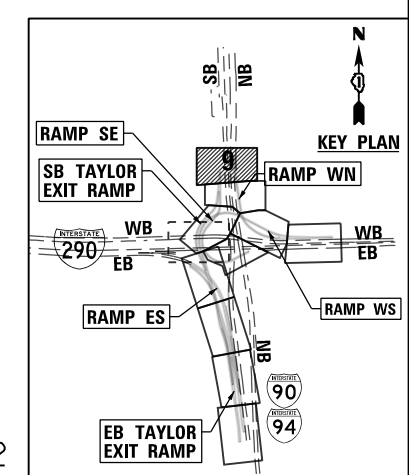 N
SB
NB
KEY PLAN
RAMP SE
9
SB TAYLOR
EXIT RAMP
RAMP WN
INTERSTATE
290
WB
EB
WB
EB
RAMP WS
RAMP ES
NB
INTERSTATE
90
INTERSTATE
94
EB TAYLOR
EXIT RAMP